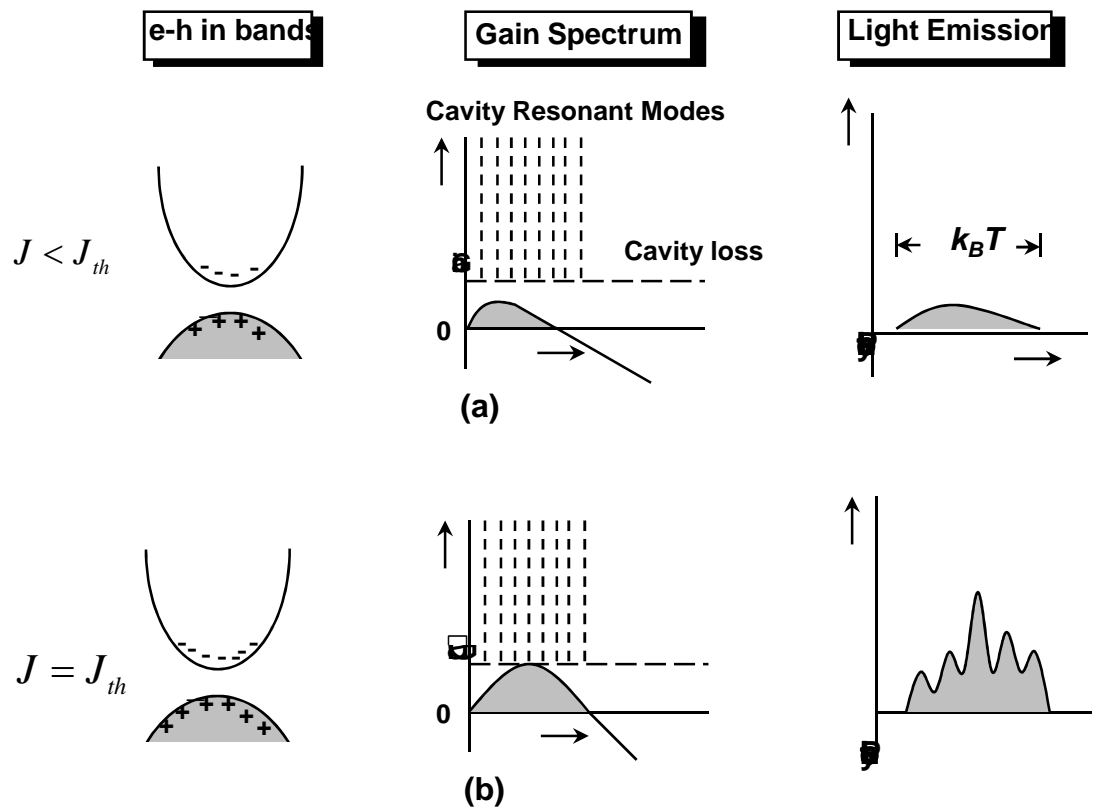 e-h in bands
Gain Spectrum
Light Emission
Cavity Resonant Modes
J < J_th
Cavity loss
k_BT
0
(a)
J = J_th
0
(b)